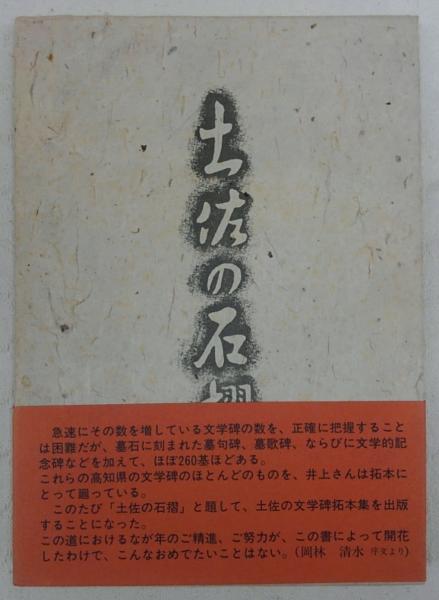 土佐の石摺
急速にその数を増している文学碑の数を、正確に把握すること
は困難だが、墓石に刻まれた墓句碑、墓歌碑、ならびに文学的記
念碑などを加えて、ほぼ260基ほどある。
これらの高知県の文学碑のほとんどのものを、井上さんは拓本に
とって廻っている。
このたび「土佐の石摺」と題して、土佐の文学碑拓本集を出版
することになった。
この道におけるなが年のご精進、ご努力が、この書によって開花
したわけで、こんなおめでたいことはない。(岡林 清水 序文より)